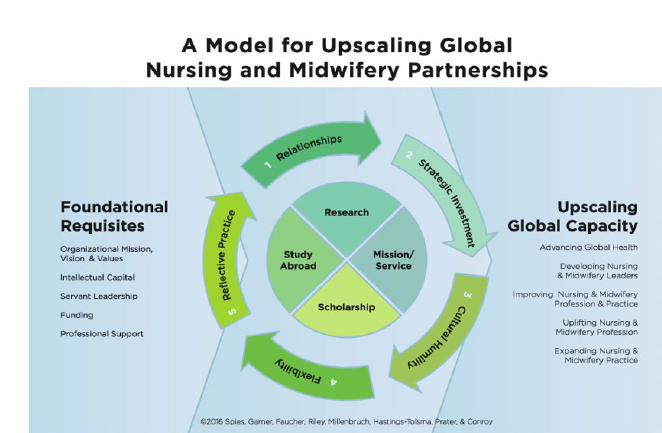 A Model for Upscaling Global
Nursing and Midwifery Partnerships
Foundational
Requisites
Organizational Mission,
Vision & Values
Intellectual Capital
Servant Leadership
Funding
Professional Support
1 Relationships
2 Strategic Investment
3 Cultural Humility
4 Flexibility
5 Reflective Practice
Research
Study
Abroad
Mission/
Service
Scholarship
Upscaling
Global Capacity
Advancing Global Health
Developing Nursing
& Midwifery Leaders
Improving Nursing & Midwifery
Profession & Practice
Uplifting Nursing &
Midwifery Profession
Expanding Nursing &
Midwifery Practice
©2016 Spies, Garner, Faucher, Riley, Millenbruch, Hastings-Tolsma, Prater, & Conroy